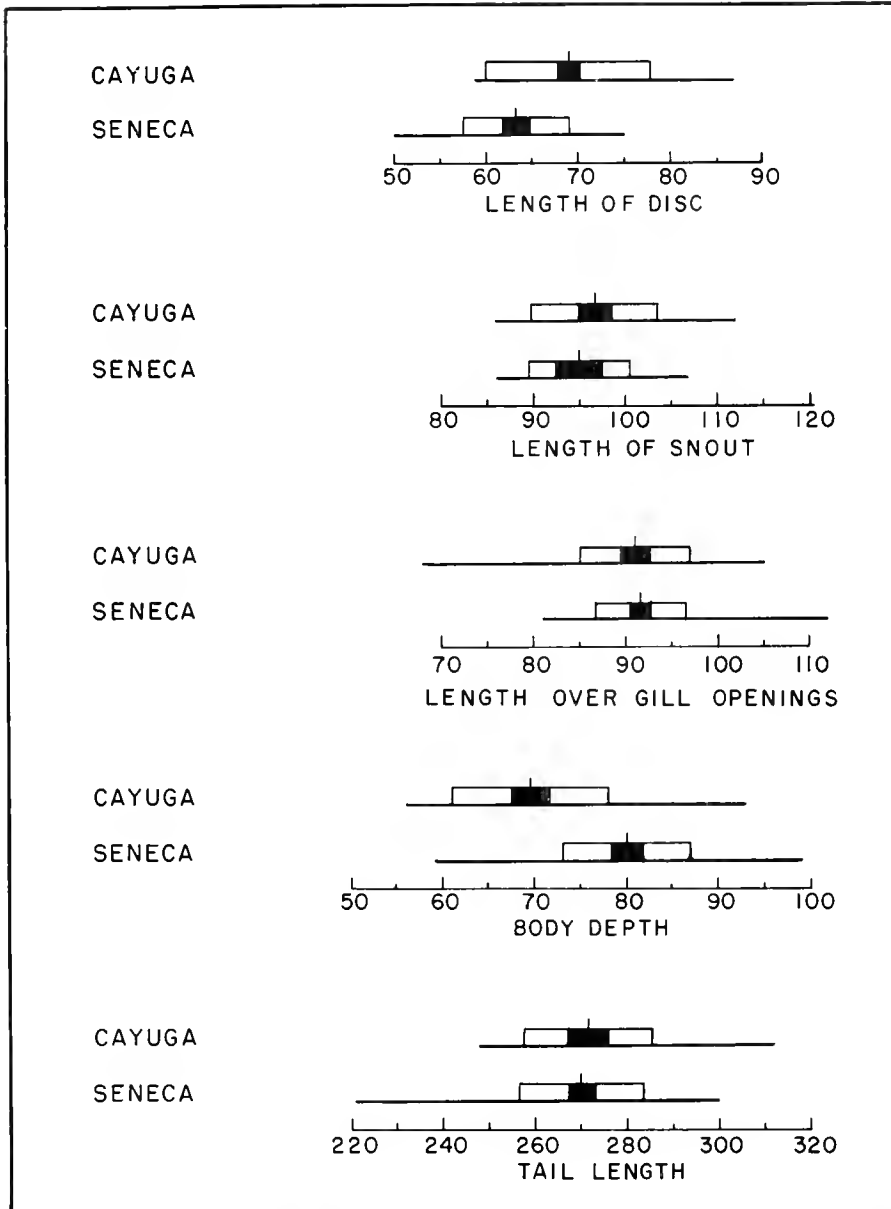 CAYUGA
SENECA
50 60 70 80 90
LENGTH OF DISC
CAYUGA
SENECA
80 90 100 110 120
LENGTH OF SNOUT
CAYUGA
SENECA
70 80 90 100 110
LENGTH OVER GILL OPENINGS
CAYUGA
SENECA
50 60 70 80 90 100
BODY DEPTH
CAYUGA
SENECA
220 240 260 280 300 320
TAIL LENGTH